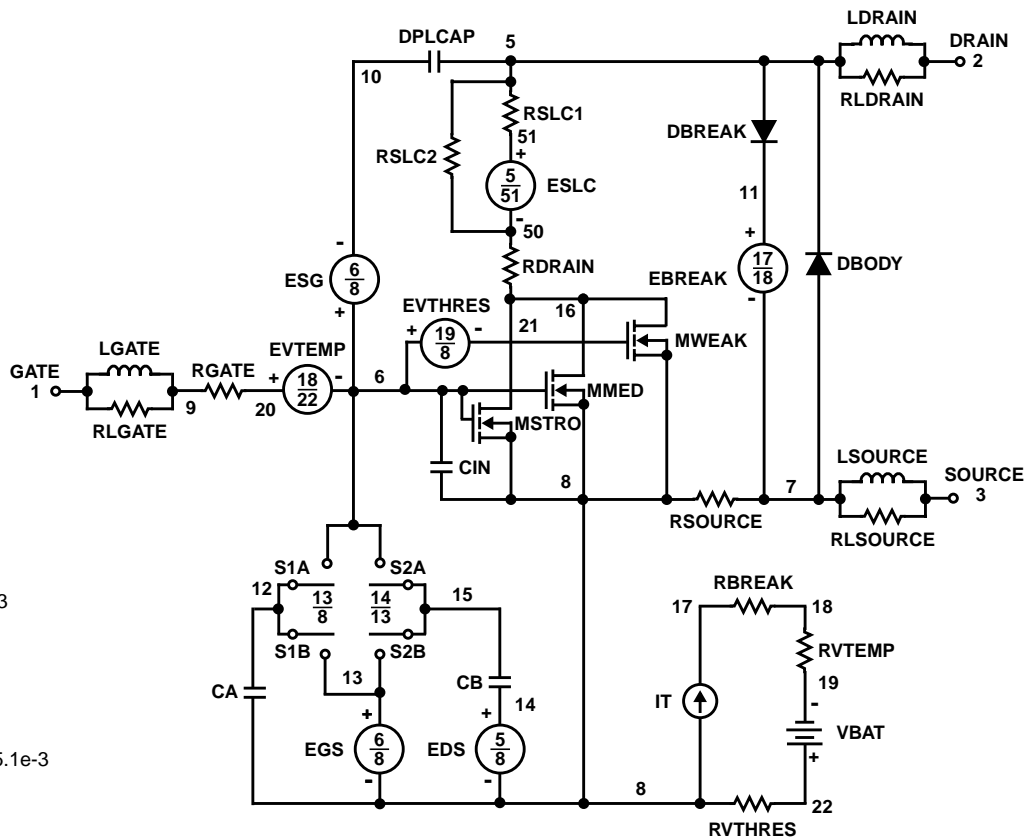 LDRAIN
DPLCAP 5 DRAIN
2
10
RLDRAIN
RSLC1
51
DBREAK
RSLC2
+
5
51
ESLC
11
-
50
-
+
RDRAIN
17
18
EBREAK
DBODY
6
8
ESG
EVTHRES
16
-
+
+
19
8
-
21
MWEAK
LGATE
EVTEMP
GATE
1
RGATE
+
18
22
-
6
MMED
9
20
MSTRO
RLGATE
CIN
8
7
LSOURCE
SOURCE
3
RSOURCE
RLSOURCE
S1A
S2A
12
13
8
14
13
15
RBREAK
17
18
3
S1B
S2B
RVTEMP
13
CB
19
CA
14
IT
-
+
+
VBAT
EGS
6
8
EDS
5
8
+
5.1e-3
-
-
8
22
RVTHRES